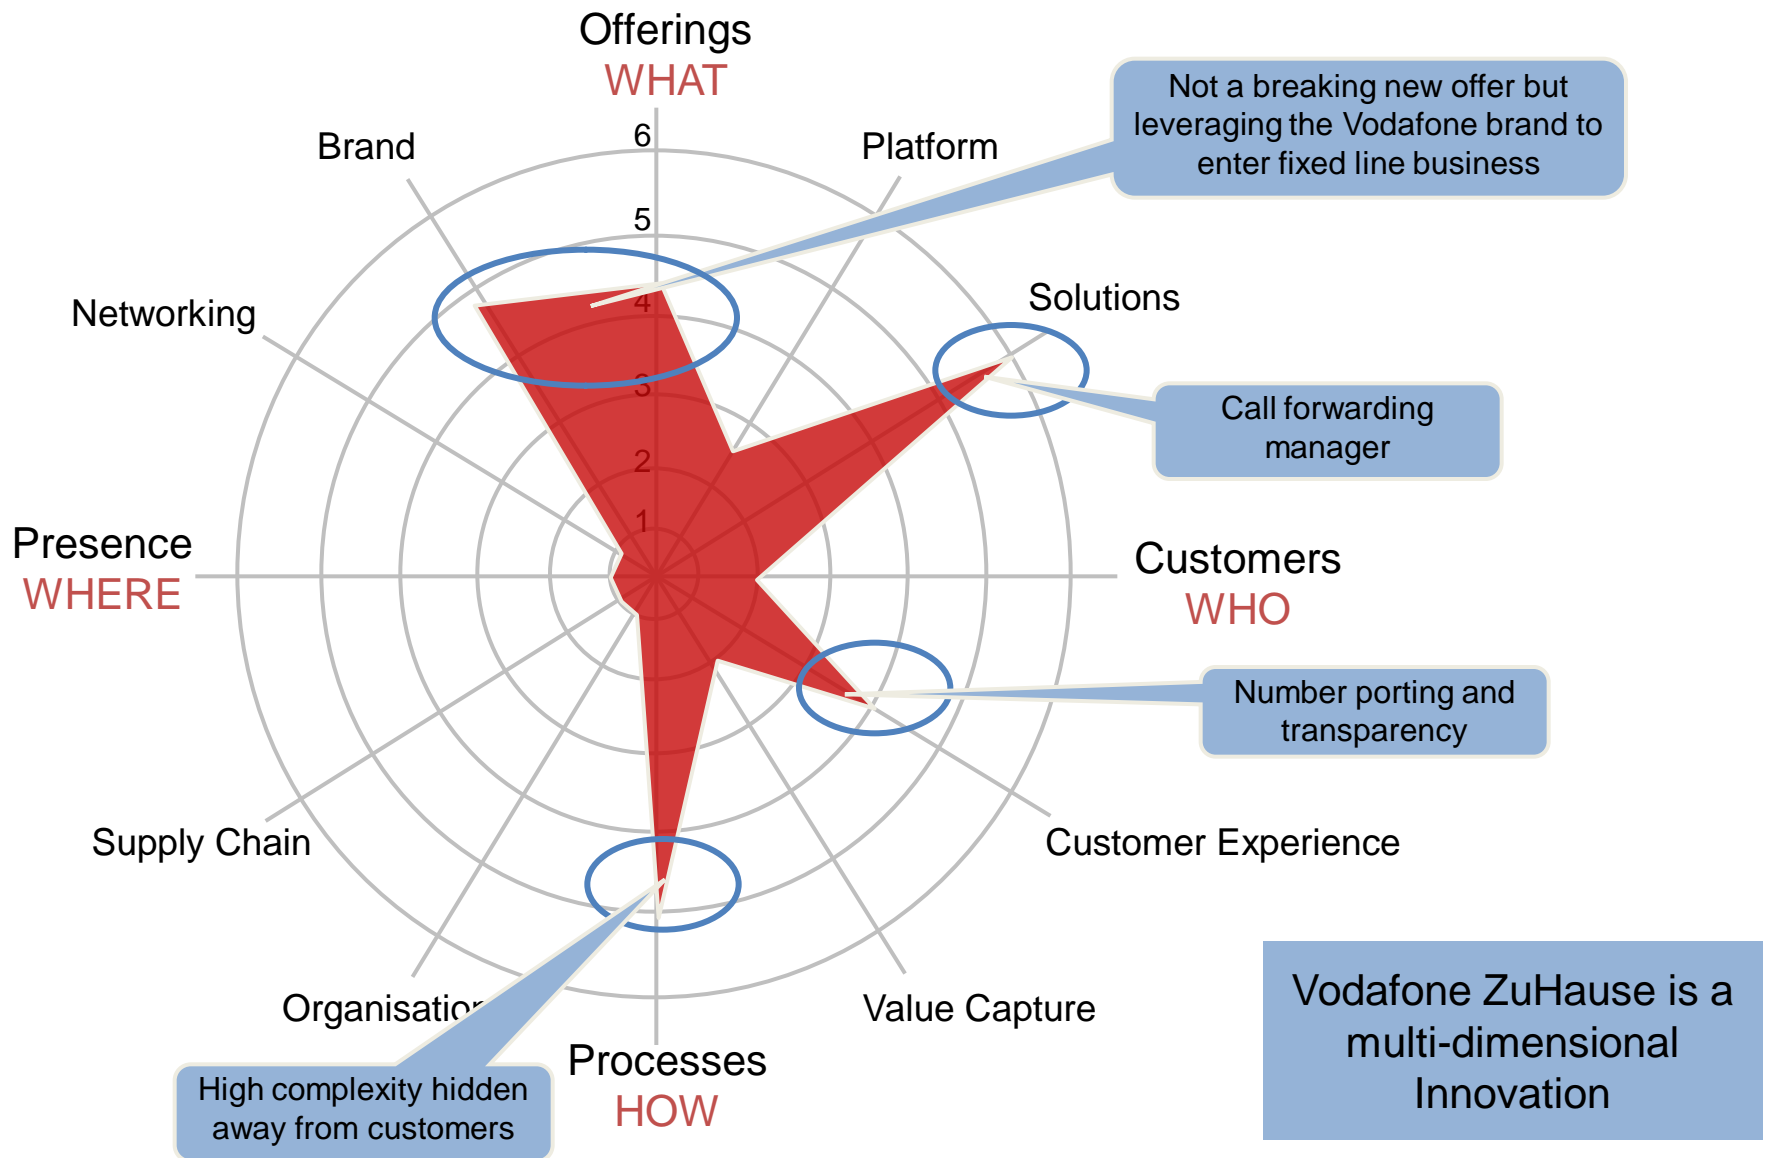 Offerings
WHAT
Not a breaking new offer but
leveraging the Vodafone brand to
enter fixed line business
6
Brand
Platform
5
Solutions
Networking
4
3
Call forwarding
manager
2
1
Presence
WHERE
Customers
WHO
Number porting and
transparency
Supply Chain
Customer Experience
Organisation
Value Capture
Processes
HOW
High complexity hidden
away from customers
Vodafone ZuHause is a
multi-dimensional
Innovation